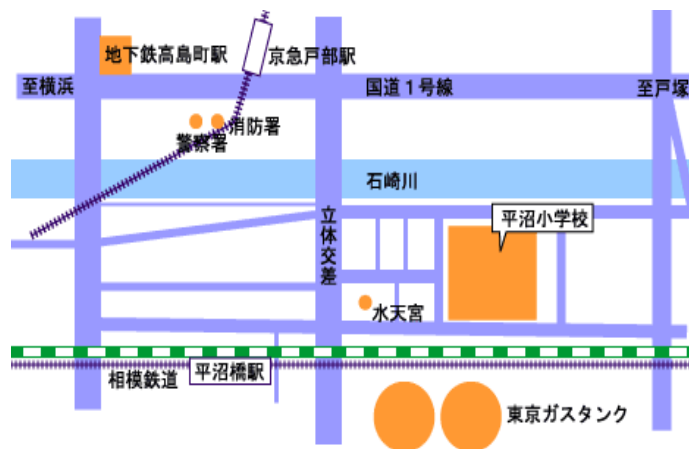 地下鉄高島町駅
京急戸部駅
至横浜
国道１号線
至戸塚
消防署
警察署
石崎川
立体交差
平沼小学校
水天宮
平沼橋駅
相模鉄道
東京ガスタンク